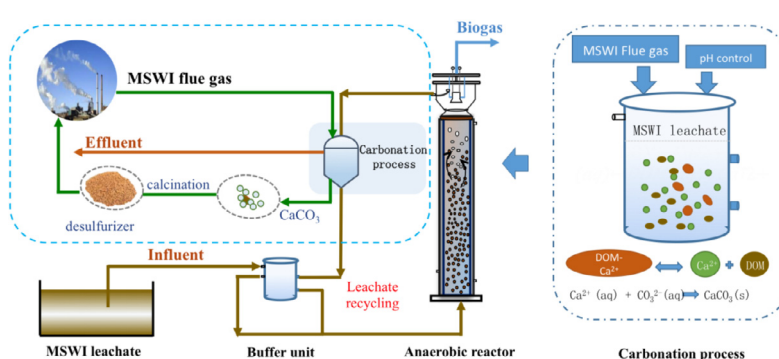 Biogas
MSWI flue gas
Effluent
Carbonation
process
calcination
CaCO3
desulfurizer
Influent
Leachate
recycling
MSWI leachate
Buffer unit
Anaerobic reactor
MSWI Flue gas
pH control
MSWI leachate
DOM-
Ca²⁺
Ca²⁺
+
DOM
Ca²⁺ (aq) + CO₃²⁻(aq) ➡ CaCO₃(s)
Carbonation process